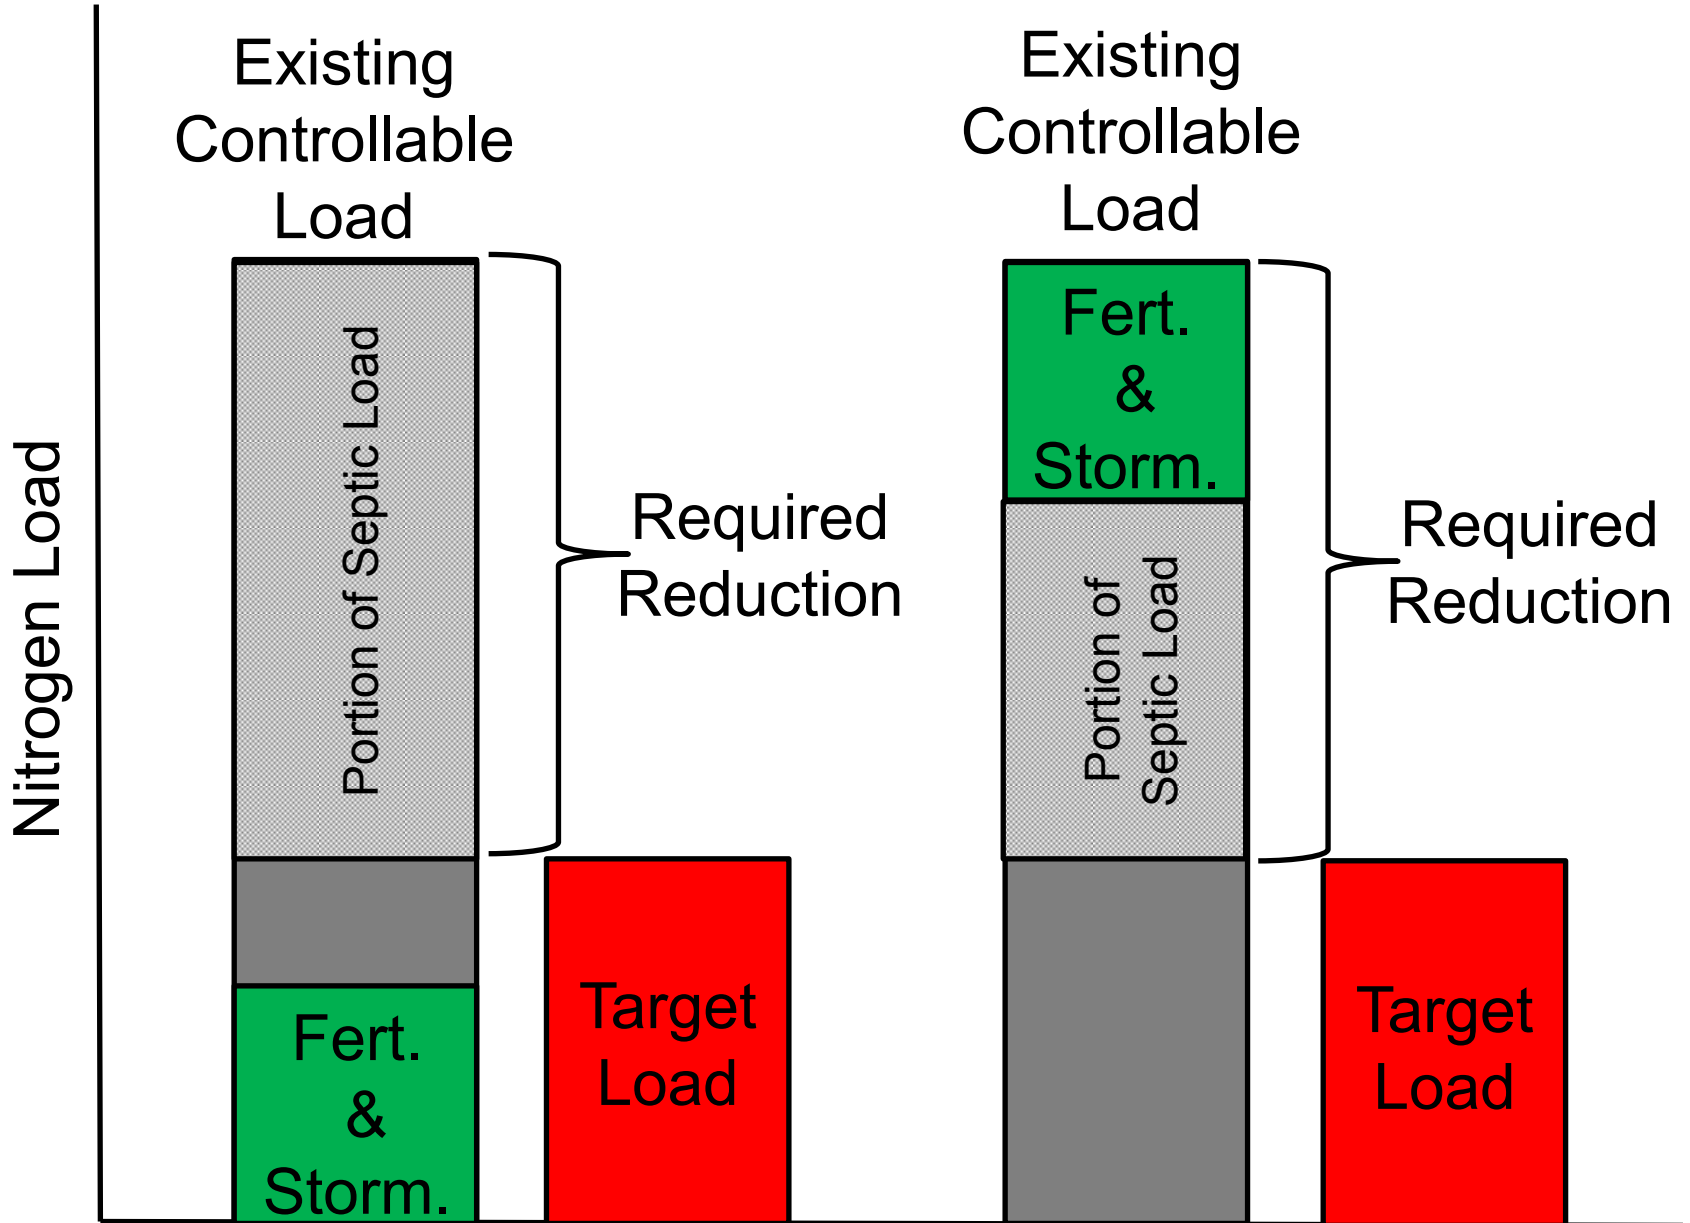 Nitrogen Load
Existing
Controllable
Load
Portion of Septic Load
Required
Reduction
Fert.
&
Storm.
Target
Load
Existing
Controllable
Load
Fert.
&
Storm.
Portion of
Septic Load
Required
Reduction
Target
Load